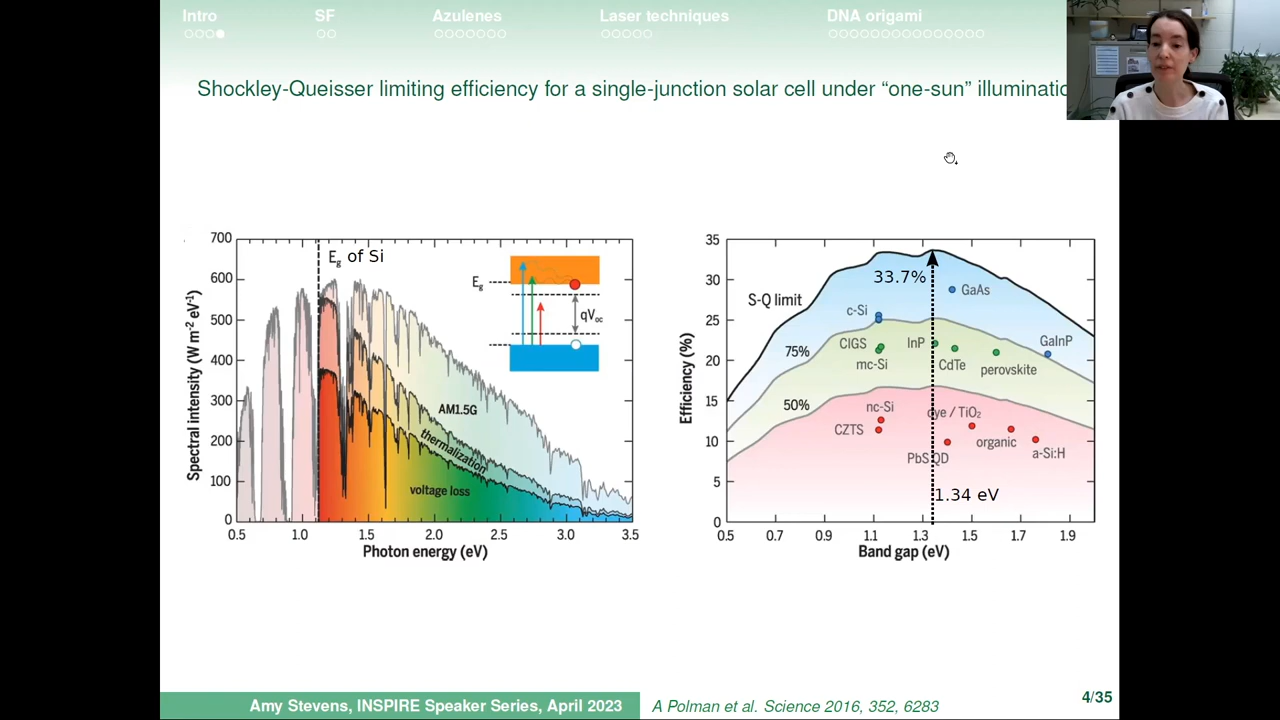 Intro SF Azulenes Laser techniques DNA origami
Shockley-Queisser limiting efficiency for a single-junction solar cell under “one-sun” illuminatio
700
600
500
400
300
200
100
0
Spectral intensity (W m-2 eV-1)
Eg of Si
Eg
qVoc
AM1.5G
thermalization
voltage loss
0.5 1.0 1.5 2.0 2.5 3.0 3.5
Photon energy (eV)
35
30
25
20
15
10
5
0
Efficiency (%)
33.7%
GaAs
S-Q limit
c-Si
75%
CIGS
InP
GaInP
mc-Si
CdTe
perovskite
50%
nc-Si
dye / TiO2
CZTS
organic
PbS QD
a-Si:H
1.34 eV
0.5 0.7 0.9 1.1 1.3 1.5 1.7 1.9
Band gap (eV)
Amy Stevens, INSPIRE Speaker Series, April 2023
A Polman et al. Science 2016, 352, 6283
4/35